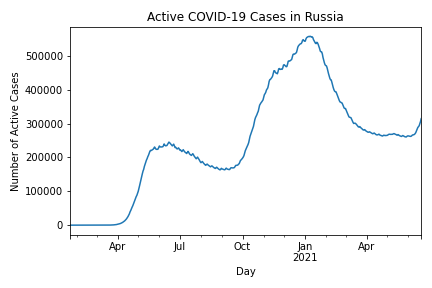 Active COVID-19 Cases in Russia
Number of Active Cases
500000
400000
300000
200000
100000
0
Apr
Jul
Oct
Jan
2021
Apr
Day